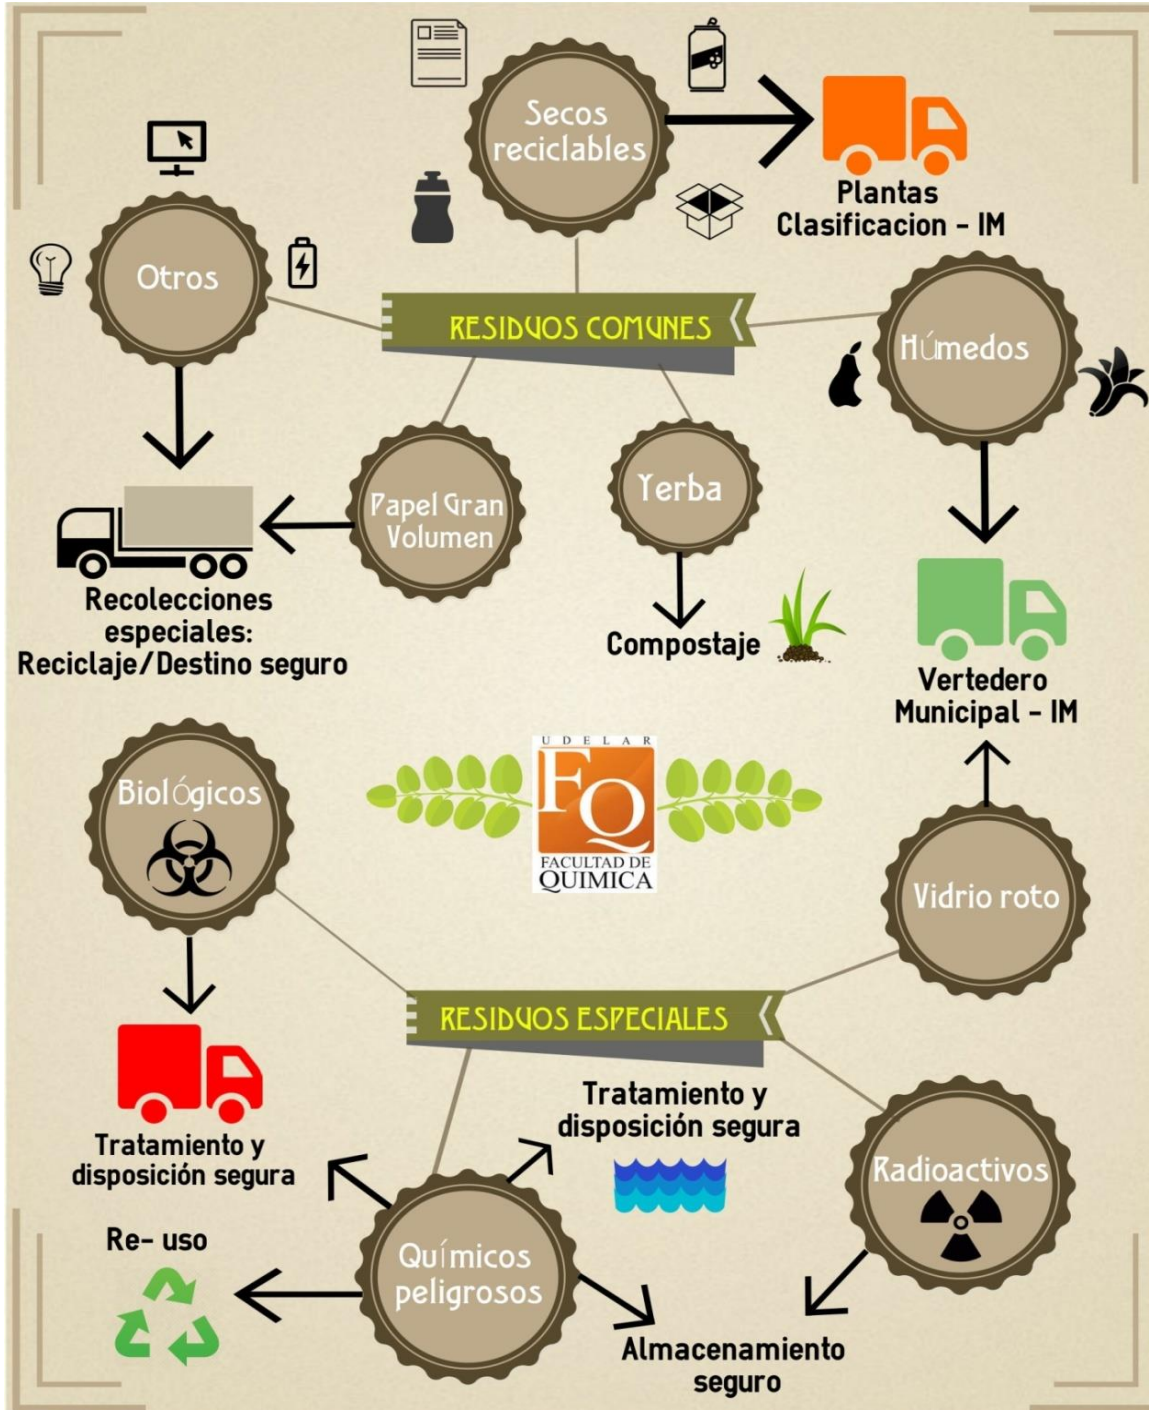 Secos
reciclables
Plantas
Clasificacion - IM
Otros
RESIDUOS COMUNES
Húmedos
Papel Gran
Volumen
Yerba
Recolecciones
especiales:
Reciclaje/Destino seguro
Compostaje
Vertedero
Municipal - IM
Biológicos
UDELAR
FQ
FACULTAD DE
QUIMICA
Vidrio roto
RESIDUOS ESPECIALES
Tratamiento y
disposición segura
Tratamiento y
disposición segura
Radioactivos
Re- uso
Químicos
peligrosos
Almacenamiento
seguro